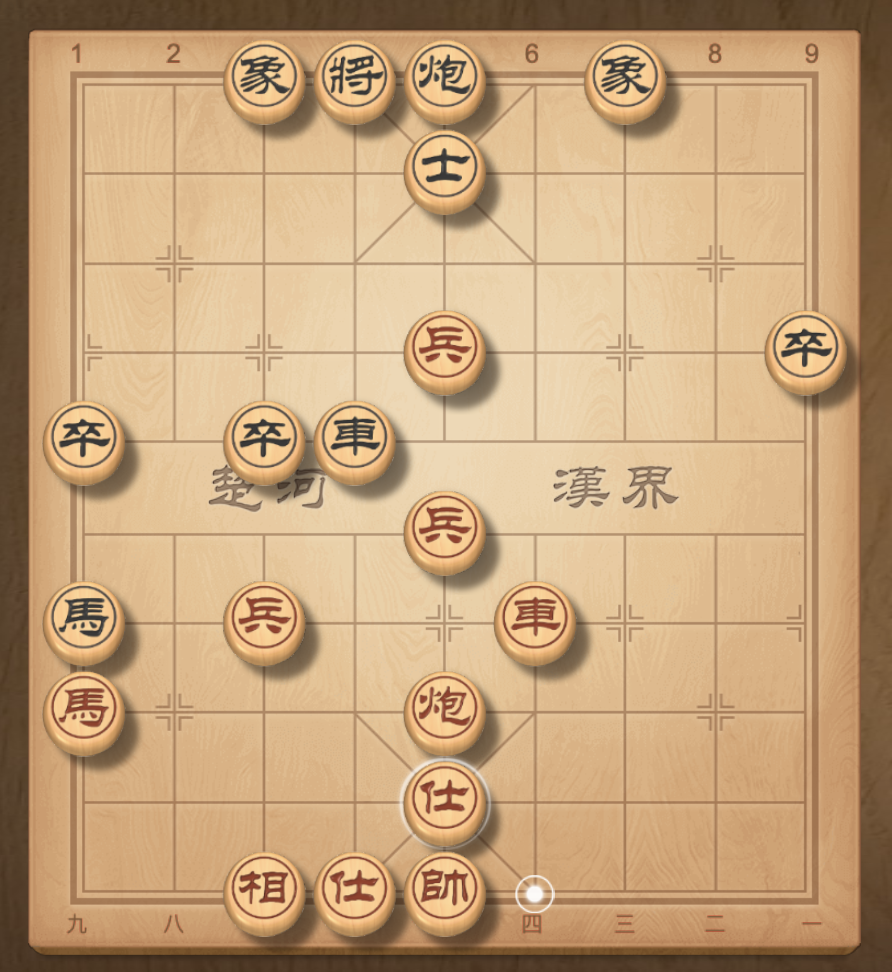 1 2 6 8 9
象 將 炮 象
士
兵 卒
卒 卒 車
楚河 漢界
兵
馬 兵 車
馬 炮
仕
相 仕 帥
九 八 四 三 二 一